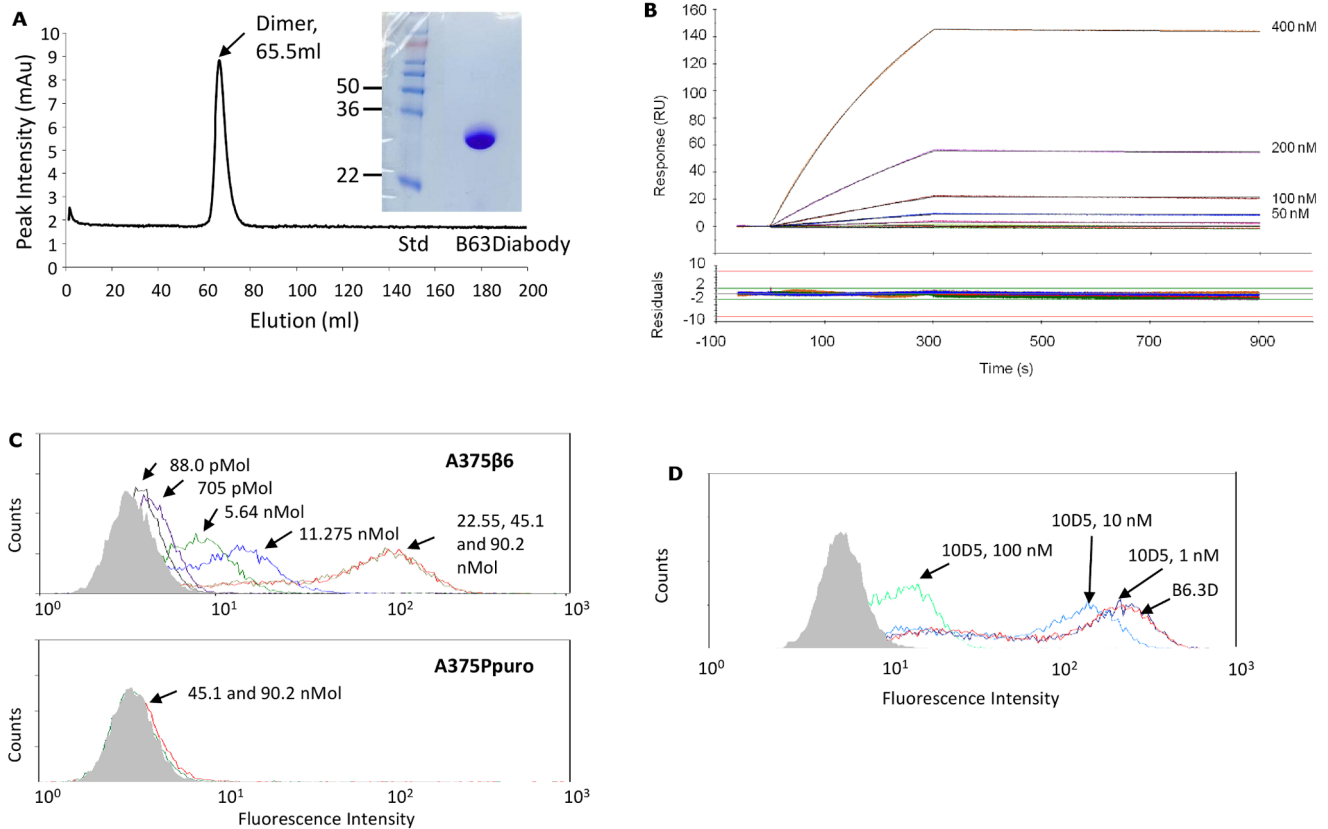 A
Dimer,
65.5ml
Peak Intensity (mAu)
10
9
8
7
6
5
4
3
2
1
0
0 20 40 60 80 100 120 140 160 180 200
Elution (ml)
50
36
22
Std B63Diabody
B
Response (RU)
160
140
120
100
80
60
40
20
0
400 nM
200 nM
100 nM
50 nM
Residuals
10
2
-2
-10
-100 100 300 500 700 900
Time (s)
C
A375β6
Counts
88.0 pMol
705 pMol
5.64 nMol
11.275 nMol
22.55, 45.1
and 90.2
nMol
10⁰ 10¹ 10² 10³
A375Ppuro
Counts
45.1 and 90.2 nMol
10⁰ 10¹ 10² 10³
Fluorescence Intensity
D
Counts
10D5, 100 nM
10D5, 10 nM
10D5, 1 nM
B6.3D
10⁰ 10¹ 10² 10³
Fluorescence Intensity